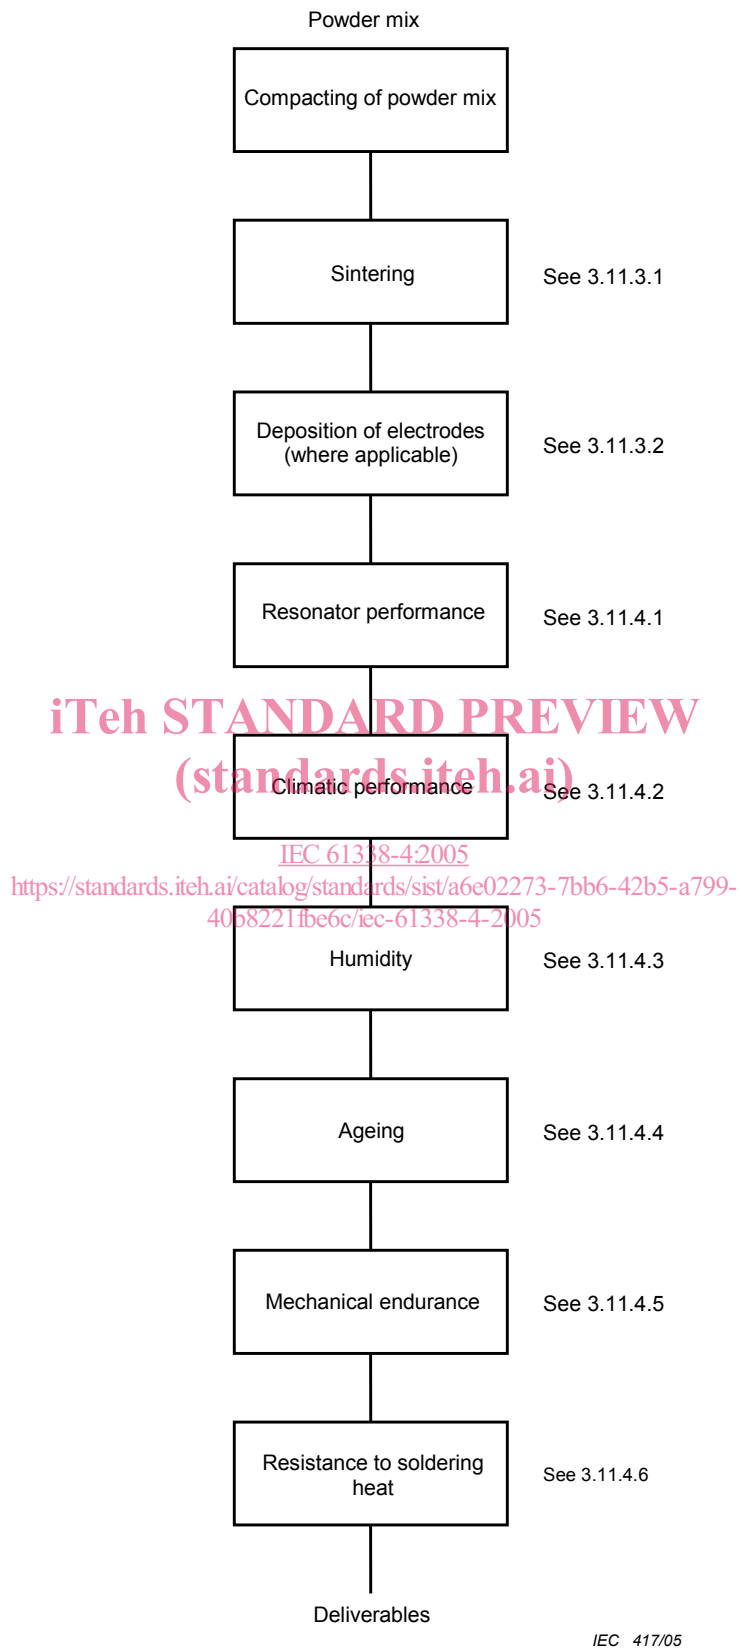 Powder mix
Compacting of powder mix
Sintering
See 3.11.3.1
Deposition of electrodes
(where applicable)
See 3.11.3.2
Resonator performance
See 3.11.4.1
iTeh STANDARD PREVIEW
(standards.iteh.ai)
Climatic performance
See 3.11.4.2
IEC 61338-4:2005
https://standards.iteh.ai/catalog/standards/sist/a6e02273-7bb6-42b5-a799-
40b8221fbe6c/iec-61338-4-2005
Humidity
See 3.11.4.3
Ageing
See 3.11.4.4
Mechanical endurance
See 3.11.4.5
Resistance to soldering
heat
See 3.11.4.6
Deliverables
IEC 417/05